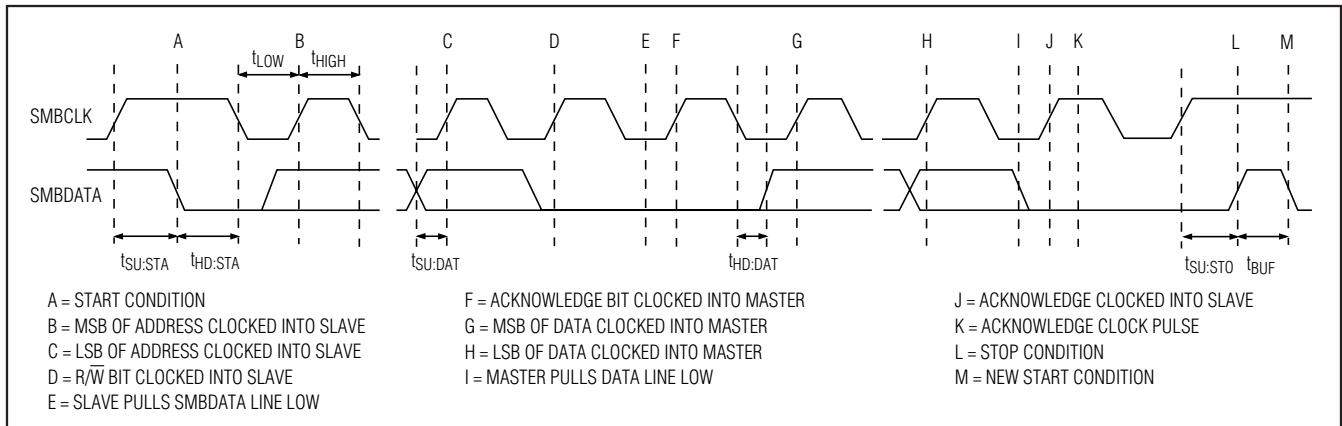 A B C D E F G H I J K L M
tLOW tHIGH
SMBCLK
SMBDATA
tSU:STA tHD:STA tSU:DAT tHD:DAT tSU:STO tBUF
A = START CONDITION
B = MSB OF ADDRESS CLOCKED INTO SLAVE
C = LSB OF ADDRESS CLOCKED INTO SLAVE
D = R/W̅ BIT CLOCKED INTO SLAVE
E = SLAVE PULLS SMBDATA LINE LOW
F = ACKNOWLEDGE BIT CLOCKED INTO MASTER
G = MSB OF DATA CLOCKED INTO MASTER
H = LSB OF DATA CLOCKED INTO MASTER
I = MASTER PULLS DATA LINE LOW
J = ACKNOWLEDGE CLOCKED INTO SLAVE
K = ACKNOWLEDGE CLOCK PULSE
L = STOP CONDITION
M = NEW START CONDITION